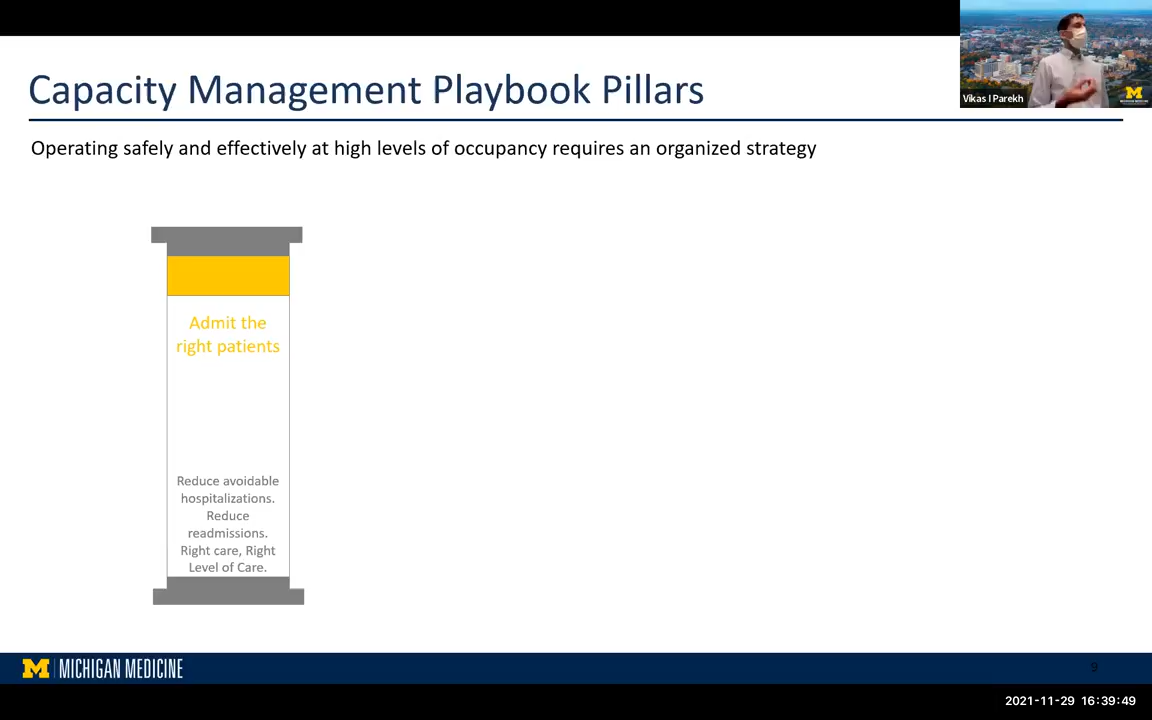 Capacity Management Playbook Pillars
Vikas I Parekh
Operating safely and effectively at high levels of occupancy requires an organized strategy
Admit the
right patients
Reduce avoidable
hospitalizations.
Reduce
readmissions.
Right care, Right
Level of Care.
M MICHIGAN MEDICINE
9
2021-11-29 16:39:49